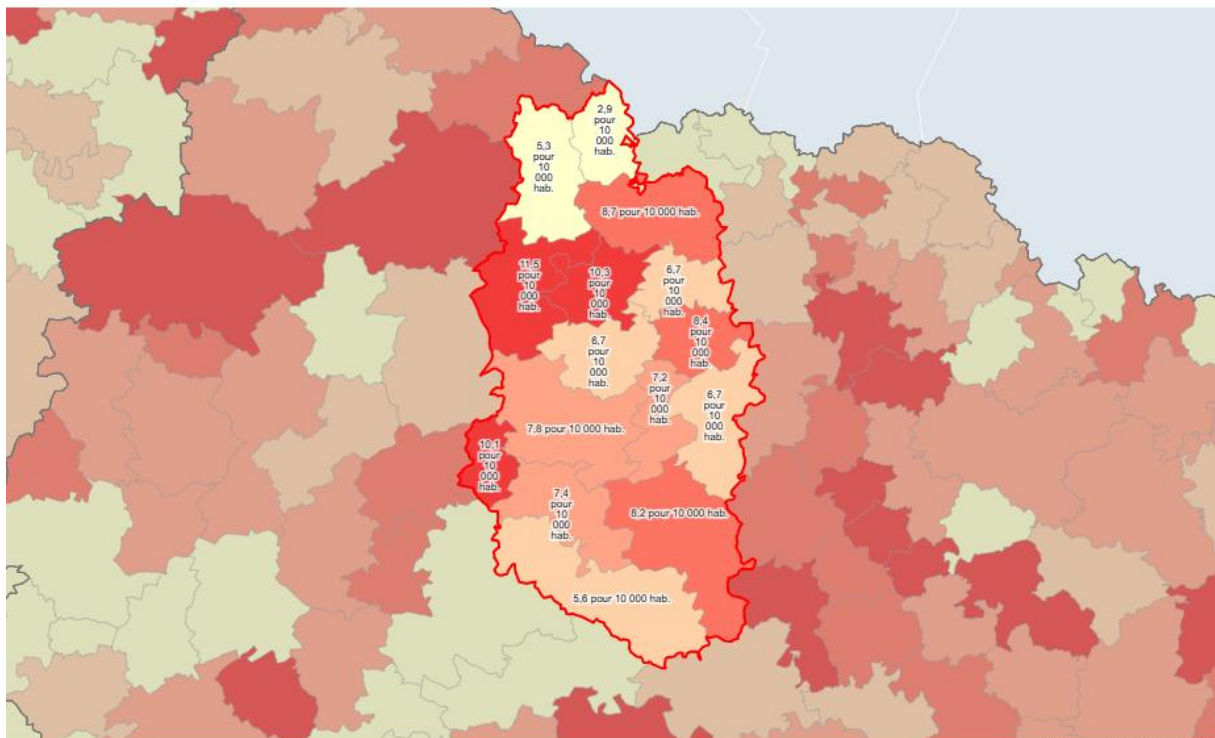 2,9
pour
10
000
hab.
5,3
pour
10
000
hab.
8,7 pour 10 000 hab.
11,5
pour
10
000
hab.
10,3
pour
10
000
hab.
6,7
pour
10
000
hab.
8,4
pour
10
000
hab.
6,7
pour
10
000
hab.
7,2
pour
10
000
hab.
6,7
pour
10
000
hab.
7,8 pour 10 000 hab.
10,1
pour
10
000
hab.
7,4
pour
10
000
hab.
8,2 pour 10 000 hab.
5,6 pour 10 000 hab.